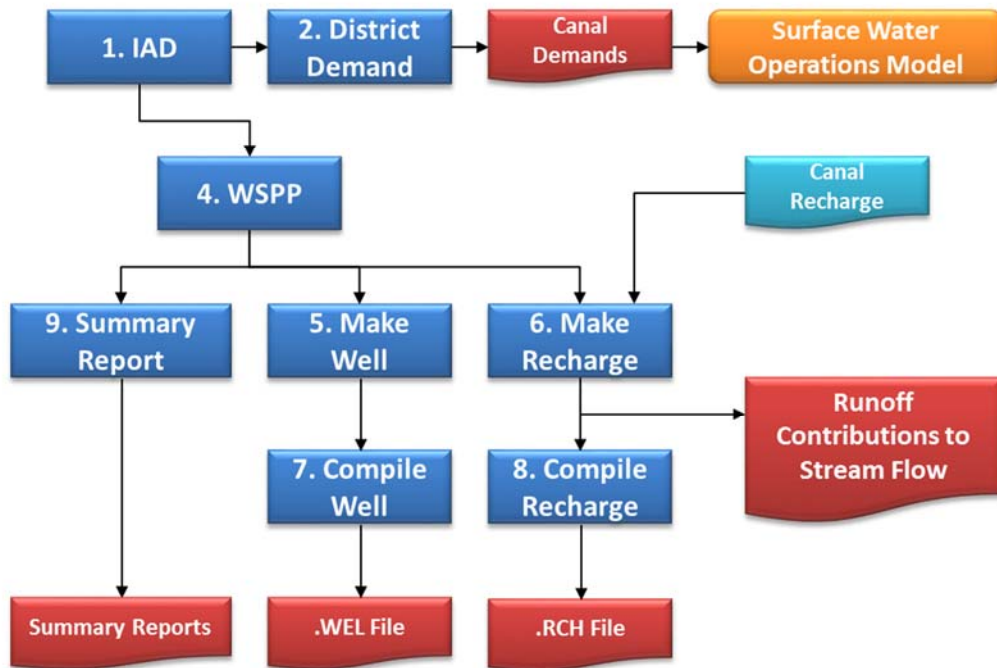 1. IAD
2. District
Demand
Canal
Demands
Surface Water
Operations Model
4. WSPP
Canal
Recharge
9. Summary
Report
5. Make
Well
6. Make
Recharge
Runoff
Contributions to
Stream Flow
7. Compile
Well
8. Compile
Recharge
Summary Reports
.WEL File
.RCH File